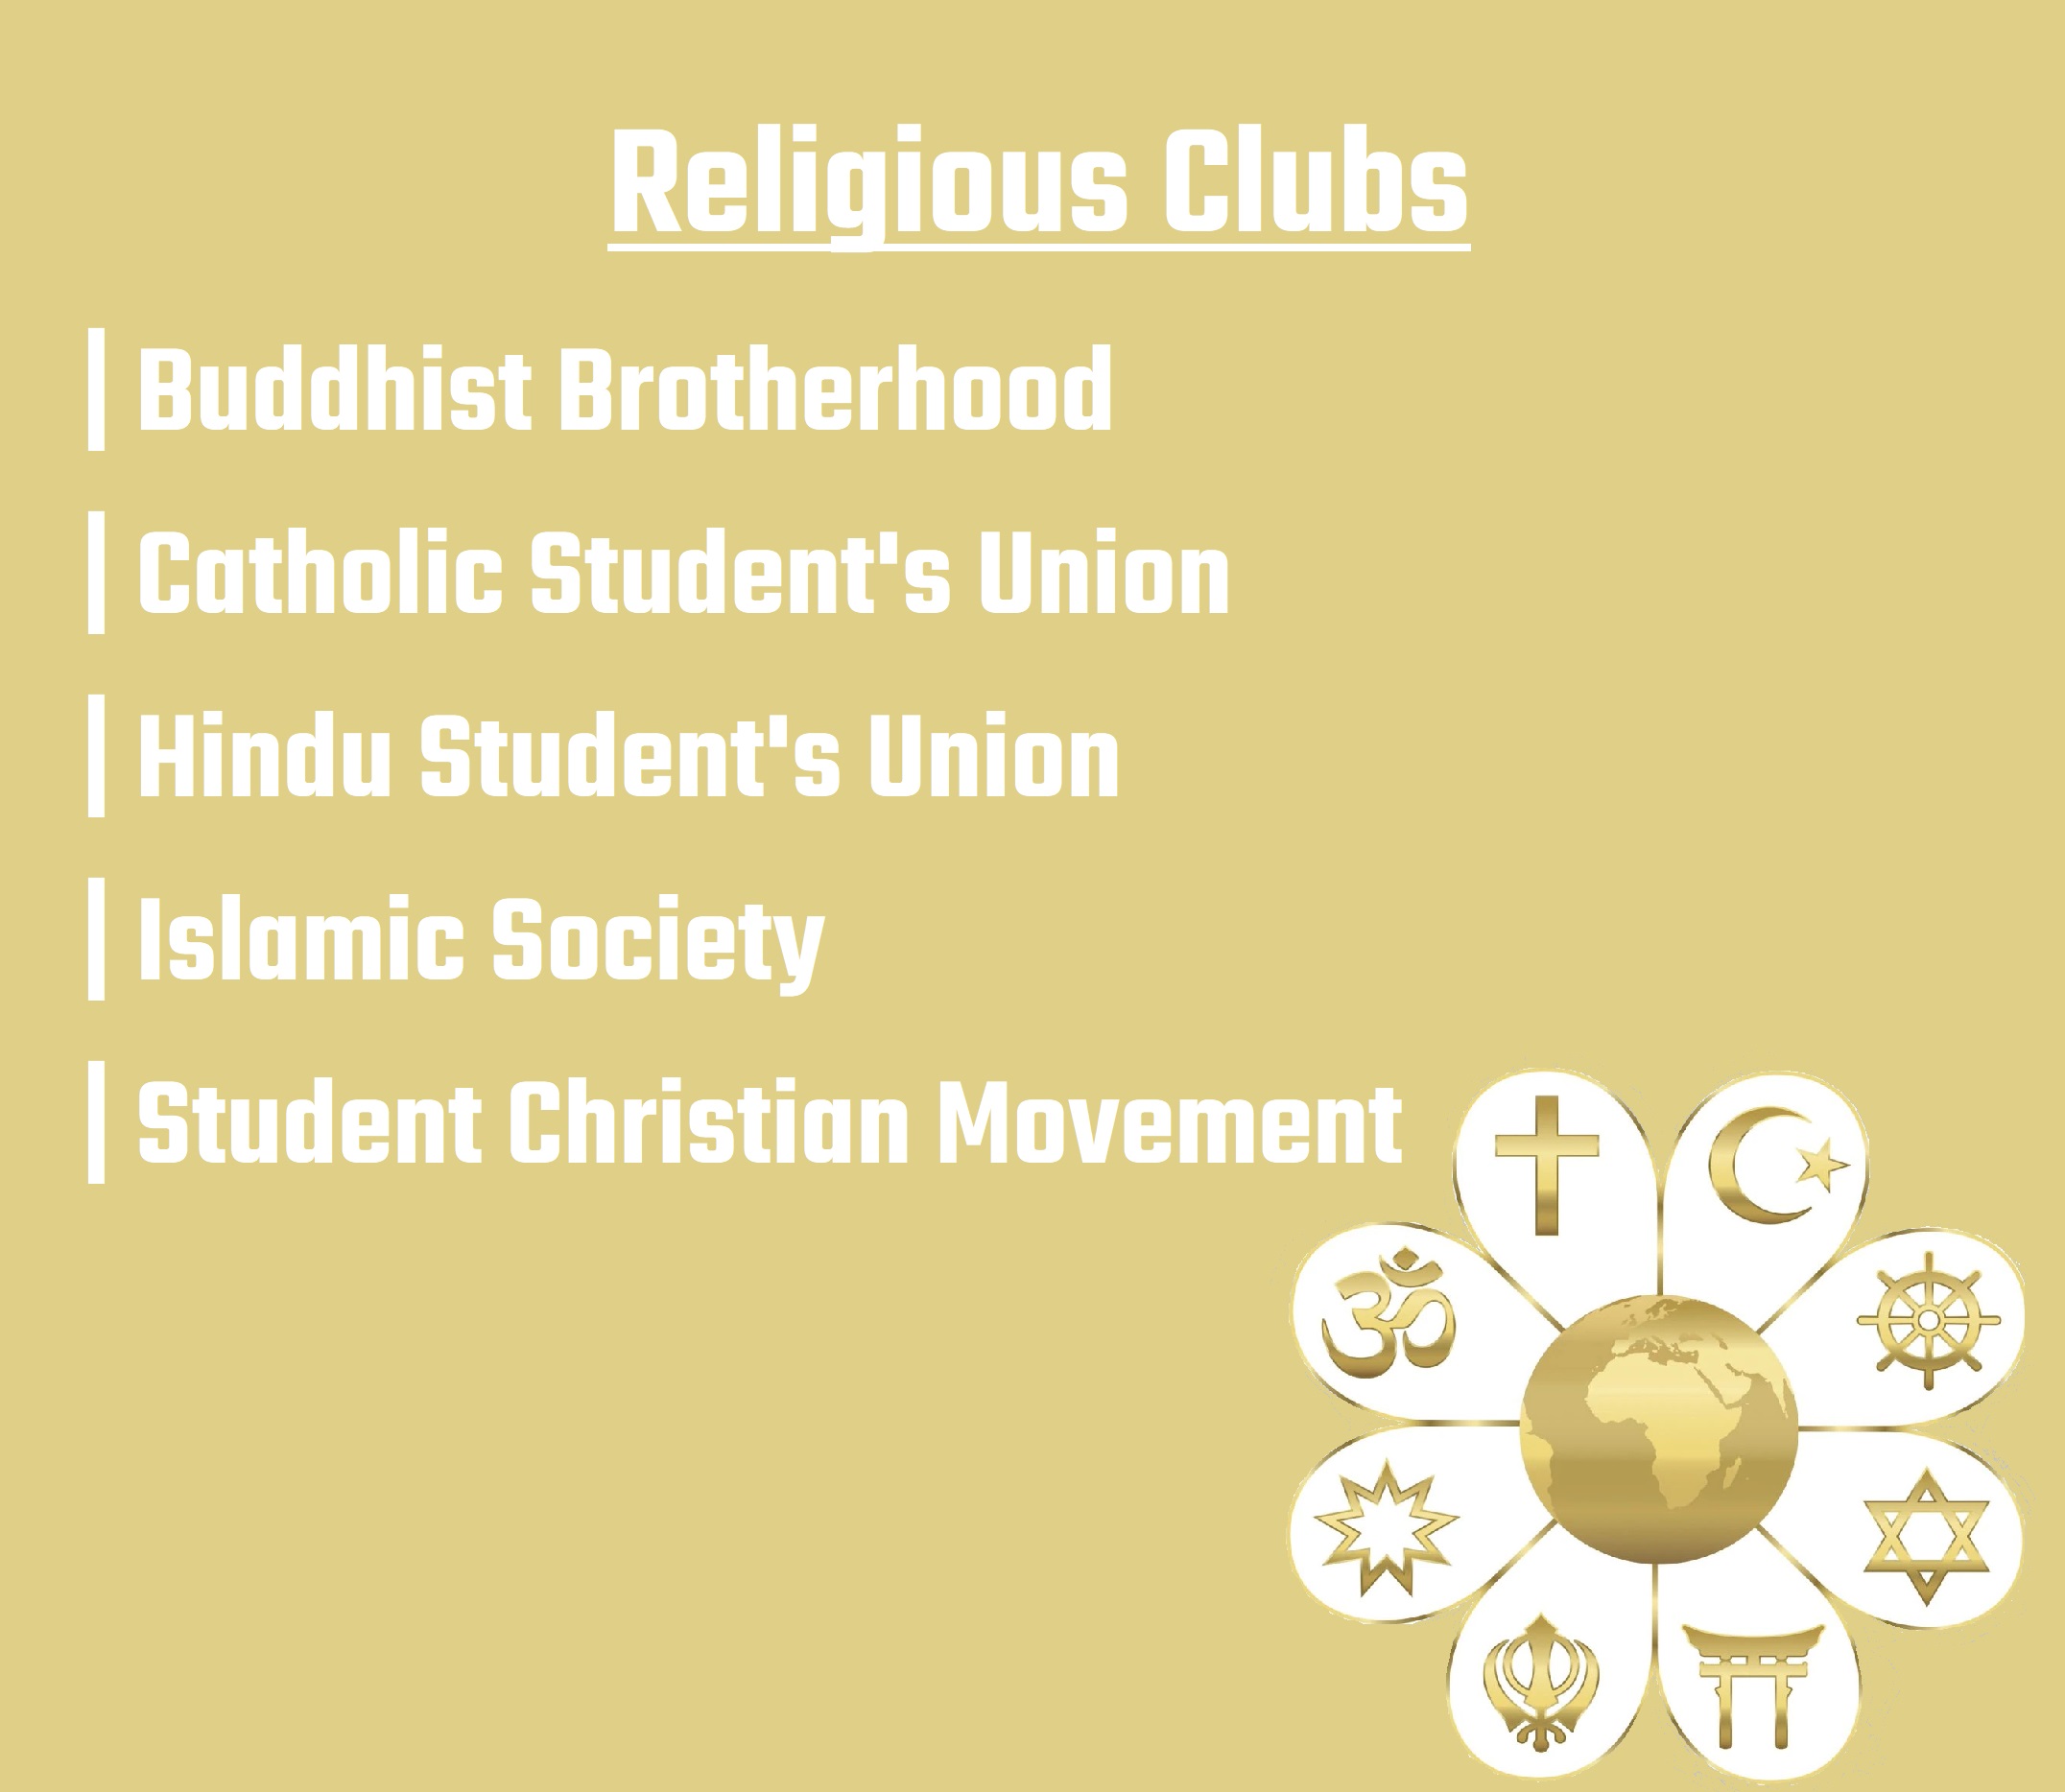 Religious Clubs
Buddhist Brotherhood
Catholic Student's Union
Hindu Student's Union
Islamic Society
Student Christian Movement